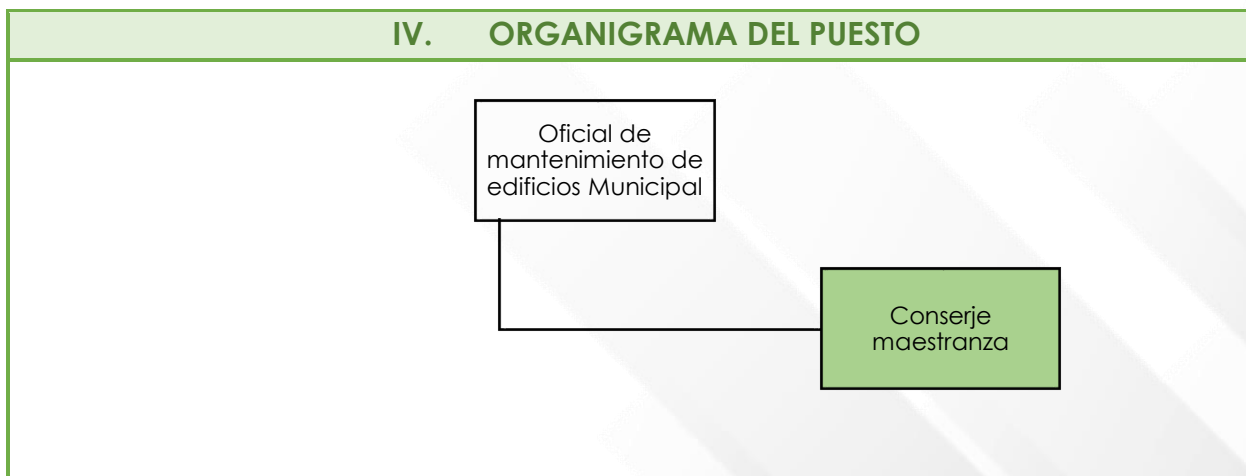 IV. ORGANIGRAMA DEL PUESTO
Oficial de
mantenimiento de
edificios Municipal
Conserje
maestranza